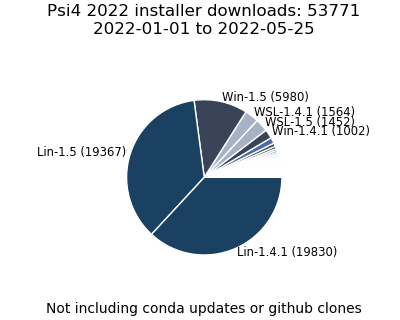 Psi4 2022 installer downloads: 53771
2022-01-01 to 2022-05-25
Win-1.5 (5980)
WSL-1.4.1 (1564)
WSL-1.5 (1452)
Win-1.4.1 (1002)
Lin-1.5 (19367)
Lin-1.4.1 (19830)
Not including conda updates or github clones